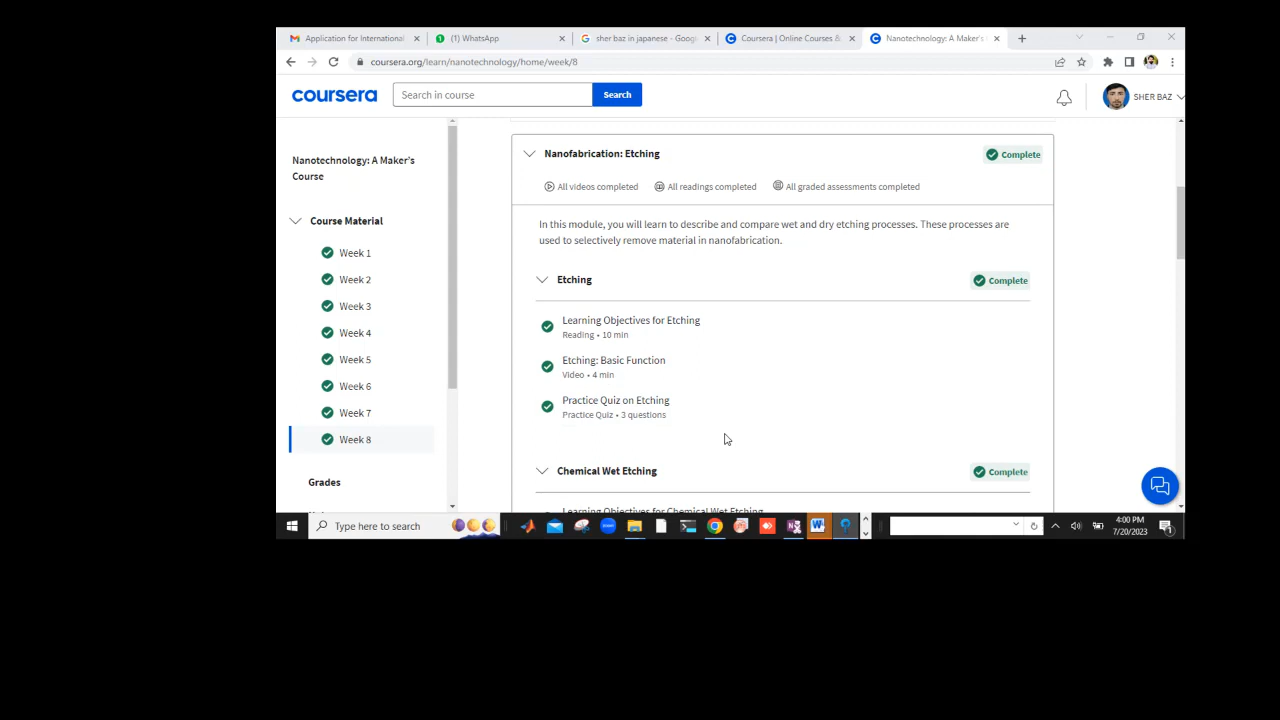 Application for International
(1) WhatsApp
sher baz in japanese - Google
Coursera | Online Courses &
Nanotechnology: A Maker's
coursera.org/learn/nanotechnology/home/week/8
coursera
Search in course
Search
SHER BAZ
Nanotechnology: A Maker's
Course
Course Material
Week 1
Week 2
Week 3
Week 4
Week 5
Week 6
Week 7
Week 8
Grades
Nanofabrication: Etching
Complete
All videos completed
All readings completed
All graded assessments completed
In this module, you will learn to describe and compare wet and dry etching processes. These processes are
used to selectively remove material in nanofabrication.
Etching
Complete
Learning Objectives for Etching
Reading • 10 min
Etching: Basic Function
Video • 4 min
Practice Quiz on Etching
Practice Quiz • 3 questions
Chemical Wet Etching
Complete
Learning Objectives for Chemical Wet Etching
Type here to search
4:00 PM
7/20/2023